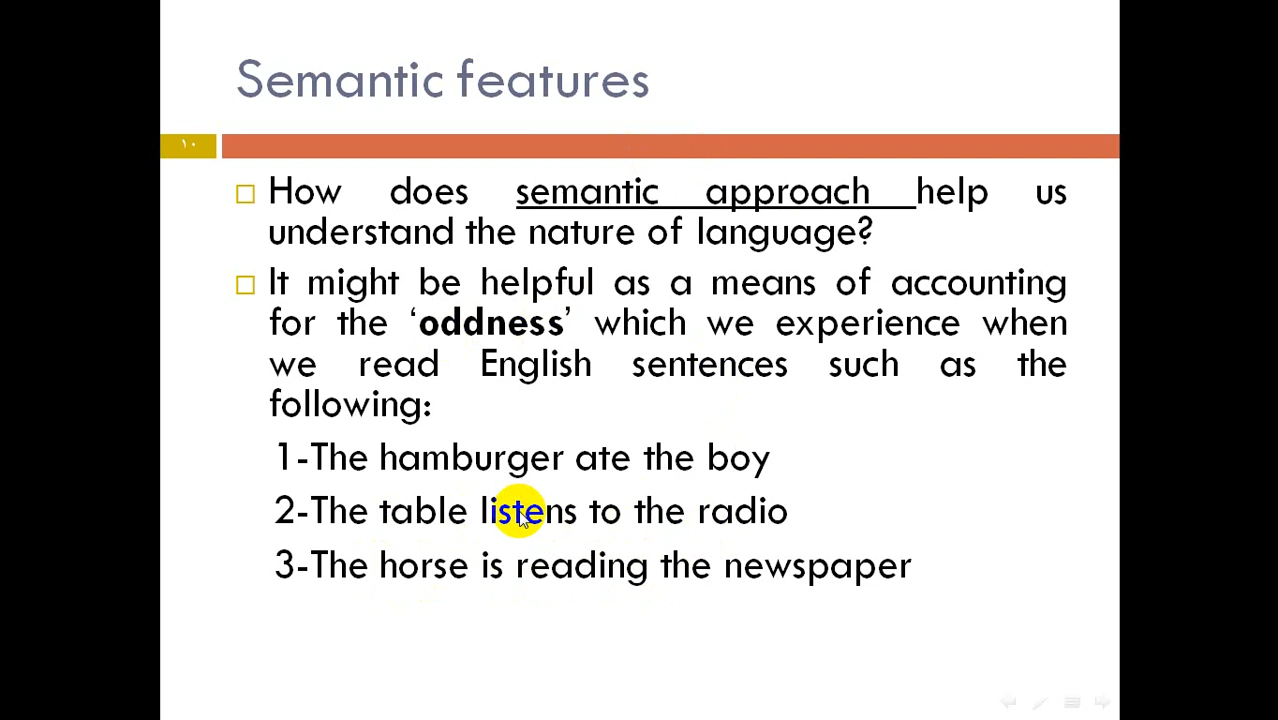 Semantic features
١٠
How does semantic approach help us
understand the nature of language?
It might be helpful as a means of accounting
for the ‘oddness’ which we experience when
we read English sentences such as the
following:
1-The hamburger ate the boy
2-The table listens to the radio
3-The horse is reading the newspaper